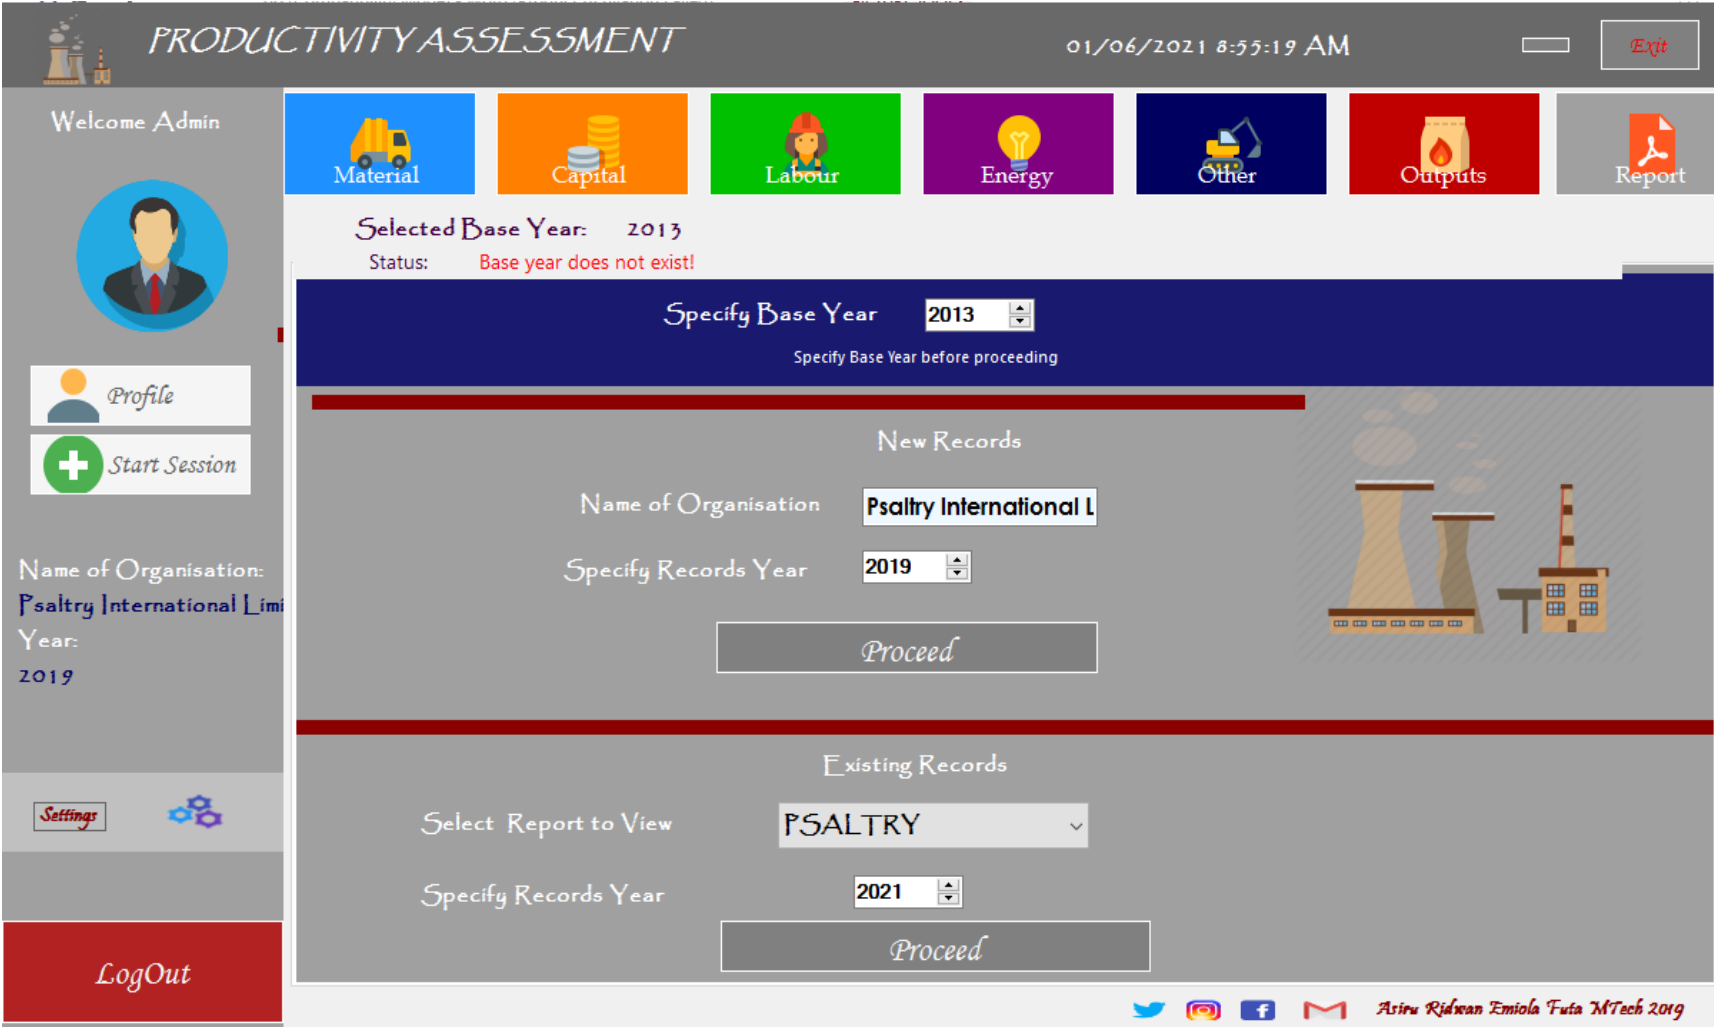 PRODUCTIVITY ASSESSMENT
01/06/2021 8:55:19 AM
Exit
Welcome Admin
Material
Capital
Labour
Energy
Other
Outputs
Report
Selected Base Year: 2013
Status: Base year does not exist!
Specify Base Year 2013
Specify Base Year before proceeding
Profile
Start Session
New Records
Name of Organisation Psaltry International L
Specify Records Year 2019
Proceed
Name of Organisation:
Psaltry International Limi
Year:
2019
Existing Records
Settings
Select Report to View PSALTRY
Specify Records Year 2021
Proceed
LogOut
Asiru Ridwan Emiola Futa MTech 2019